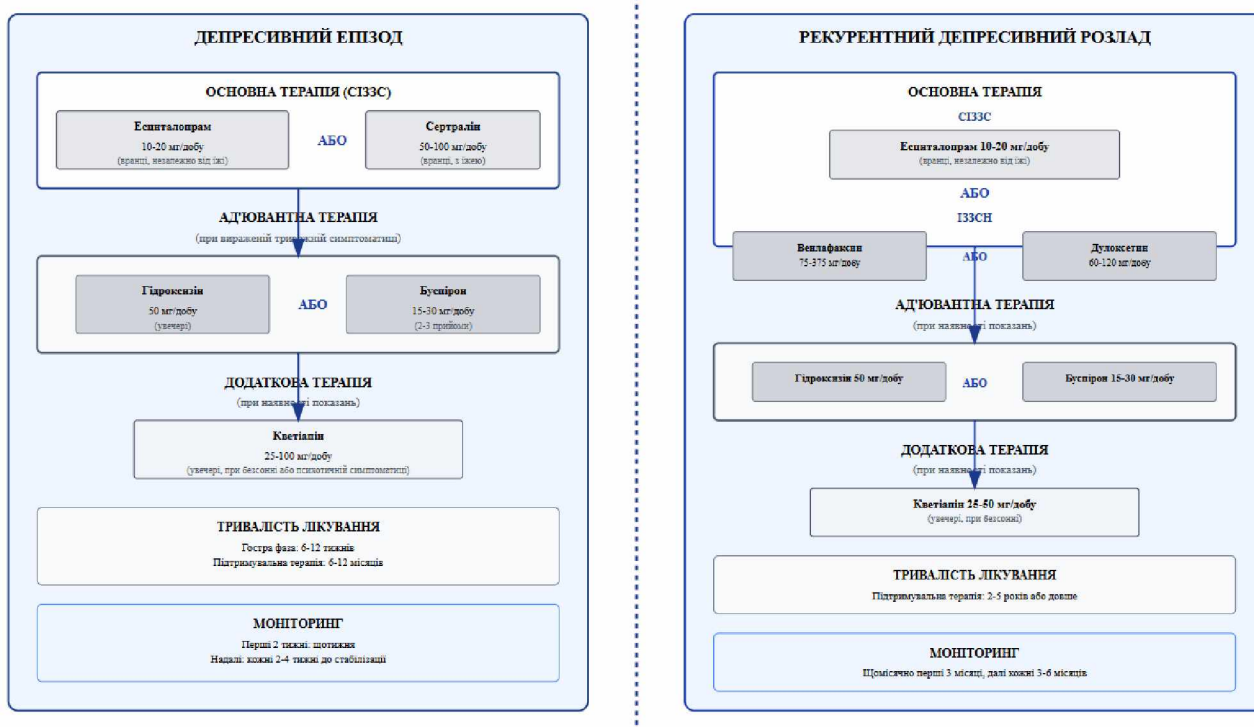 ДЕПРЕСИВНИЙ ЕПІЗОД
ОСНОВНА ТЕРАПІЯ (СІЗЗС)
Есциталопрам
10-20 мг/добу
(вранці, незалежно від їжі)
АБО
Сертралін
50-100 мг/добу
(вранці, з їжею)
АД'ЮВАНТНА ТЕРАПІЯ
(при вираженій тривожній симптоматиці)
Гідроксизін
50 мг/добу
(увечері)
АБО
Буспірон
15-30 мг/добу
(2-3 прийоми)
ДОДАТКОВА ТЕРАПІЯ
(при наявності показань)
Кветіапін
25-100 мг/добу
(увечері, при безсонні або психотичній симптоматиці)
ТРИВАЛІСТЬ ЛІКУВАННЯ
Гостра фаза: 6-12 тижнів
Підтримувальна терапія: 6-12 місяців
МОНІТОРИНГ
Перші 2 тижні: щотижня
Надалі: кожні 2-4 тижні до стабілізації
РЕКУРЕНТНИЙ ДЕПРЕСИВНИЙ РОЗЛАД
ОСНОВНА ТЕРАПІЯ
СІЗЗС
Есциталопрам 10-20 мг/добу
(вранці, незалежно від їжі)
АБО
ІЗЗСН
Венлафаксин
75-375 мг/добу
АБО
Дулоксетин
60-120 мг/добу
АД'ЮВАНТНА ТЕРАПІЯ
(при наявності показань)
Гідроксизін 50 мг/добу
АБО
Буспірон 15-30 мг/добу
ДОДАТКОВА ТЕРАПІЯ
(при наявності показань)
Кветіапін 25-50 мг/добу
(увечері, при безсонні)
ТРИВАЛІСТЬ ЛІКУВАННЯ
Підтримувальна терапія: 2-5 років або довше
МОНІТОРИНГ
Щомісячно перші 3 місяці, далі кожні 3-6 місяців